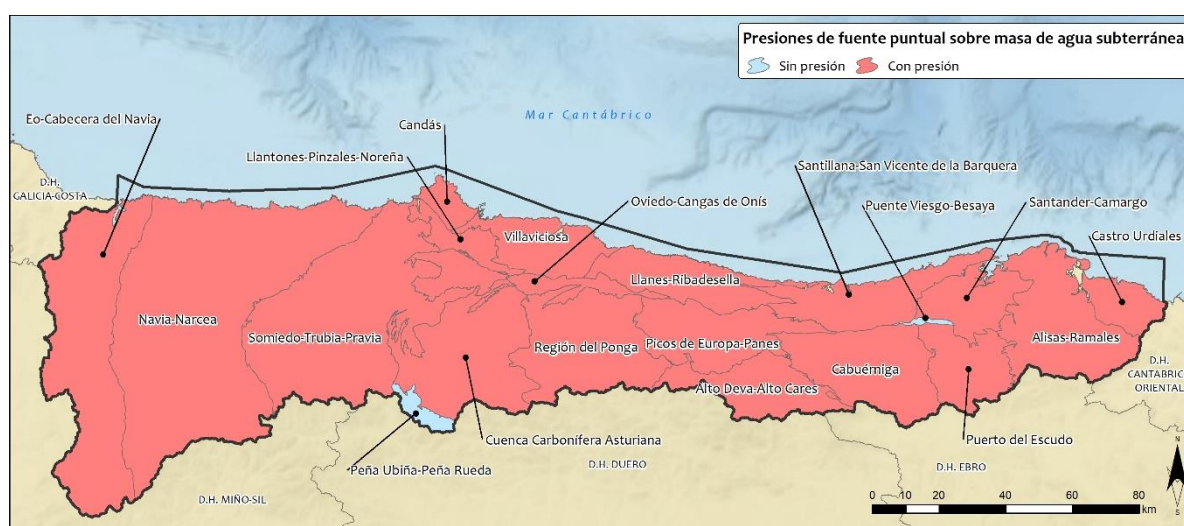 Presiones de fuente puntual sobre masa de agua subterránea
Sin presión
Con presión
Mar Cantábrico
Eo-Cabecera del Navia
Candás
Llantones-Pinzales-Noreña
Santillana-San Vicente de la Barquera
D.H.
GALICIA-COSTA
Oviedo-Cangas de Onís
Puente Viesgo-Besaya
Santander-Camargo
Castro Urdiales
Villaviciosa
Llanes-Ribadesella
Navia-Narcea
Somiedo-Trubia-Pravia
Región del Ponga
Picos de Europa-Panes
Cabuérniga
Alisas-Ramales
D.H.
CANTÁBRICO
ORIENTAL
Alto Deva-Alto Cares
Cuenca Carbonífera Asturiana
Puerto del Escudo
Peña Ubiña-Peña Rueda
D.H. DUERO
D.H. EBRO
D.H. MIÑO-SIL
N
S
0 10 20 40 60 80
km